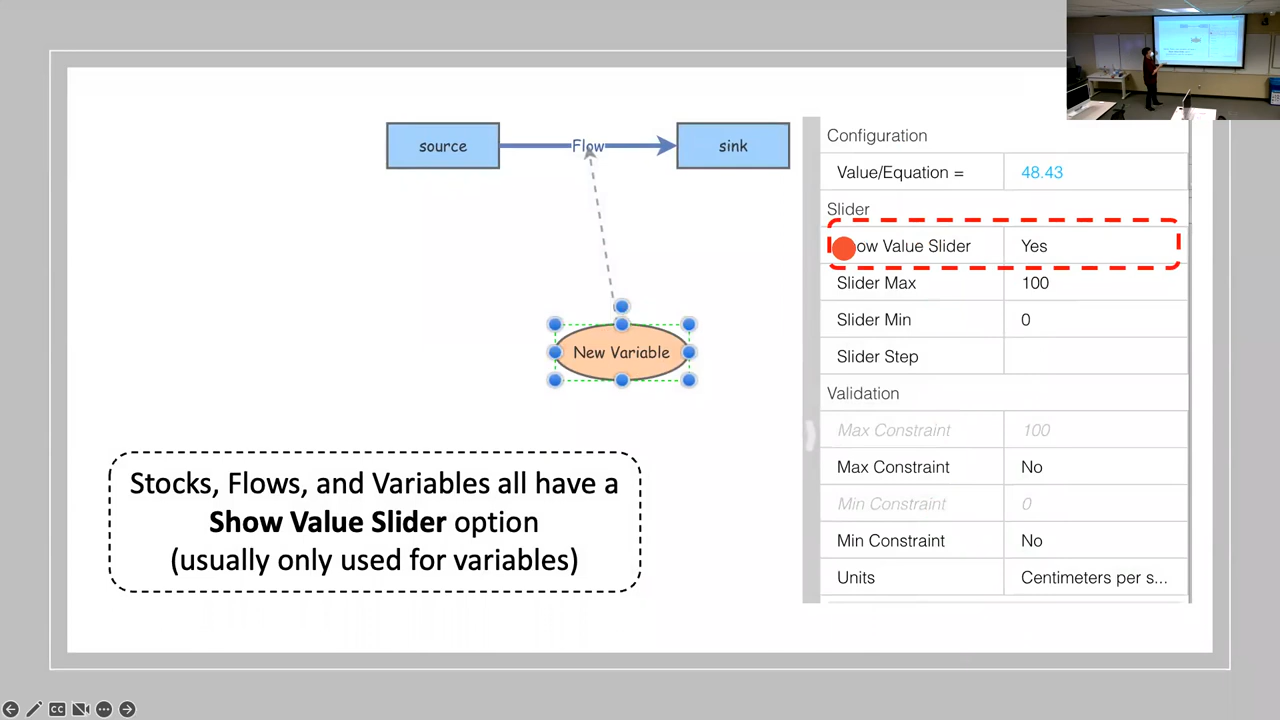 source
Flow
sink
New Variable
Stocks, Flows, and Variables all have a
Show Value Slider option
(usually only used for variables)
Configuration
Value/Equation = 48.43
Slider
ow Value Slider Yes
Slider Max 100
Slider Min 0
Slider Step
Validation
Max Constraint 100
Max Constraint No
Min Constraint 0
Min Constraint No
Units Centimeters per s...
CC